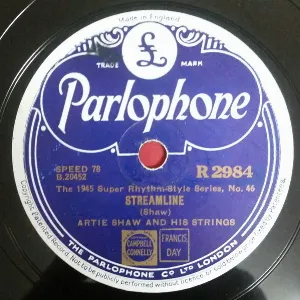 Made in England
£
TRADE MARK
Parlophone
SPEED 78
B.20452
R 2984
The 1945 Super Rhythm-Style Series, No. 46
STREAMLINE
(Shaw)
ARTIE SHAW AND HIS STRINGS
CAMPBELL CONNELLY
FRANCIS DAY
THE PARLOPHONE Co LTD LONDON